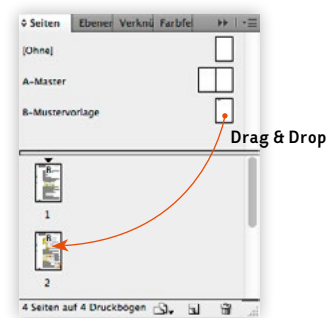 Seiten Ebener Verknü Farbfe
[Ohne]
A-Master
B-Mustervorlage
Drag & Drop
B
1
B
2
4 Seiten auf 4 Druckbögen